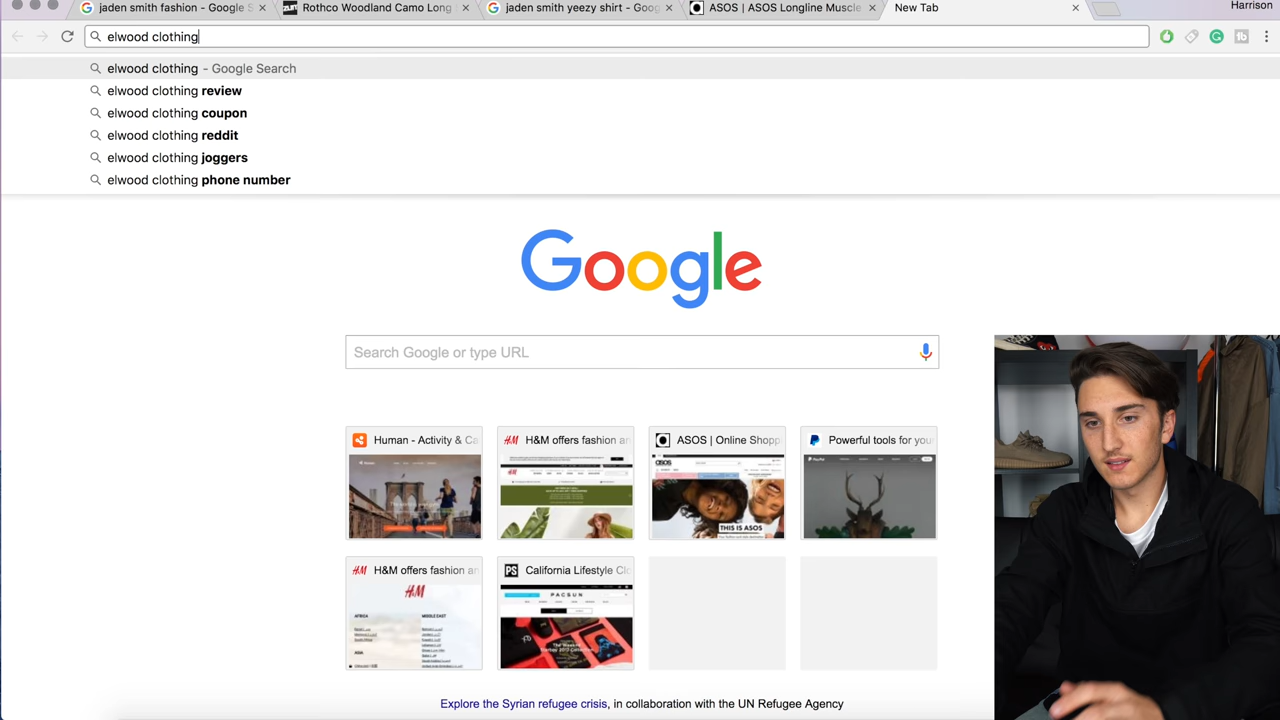 jaden smith fashion - Google S
Rothco Woodland Camo Long
jaden smith yeezy shirt - Goog
ASOS | ASOS Longline Muscle
New Tab
Harrison
elwood clothing
elwood clothing - Google Search
elwood clothing review
elwood clothing coupon
elwood clothing reddit
elwood clothing joggers
elwood clothing phone number
Google
Search Google or type URL
Human - Activity & Ca
H&M offers fashion an
ASOS | Online Shopp
Powerful tools for your
asos
THIS IS ASOS
H&M offers fashion an
California Lifestyle Clo
H&M
PACSUN
Explore the Syrian refugee crisis, in collaboration with the UN Refugee Agency